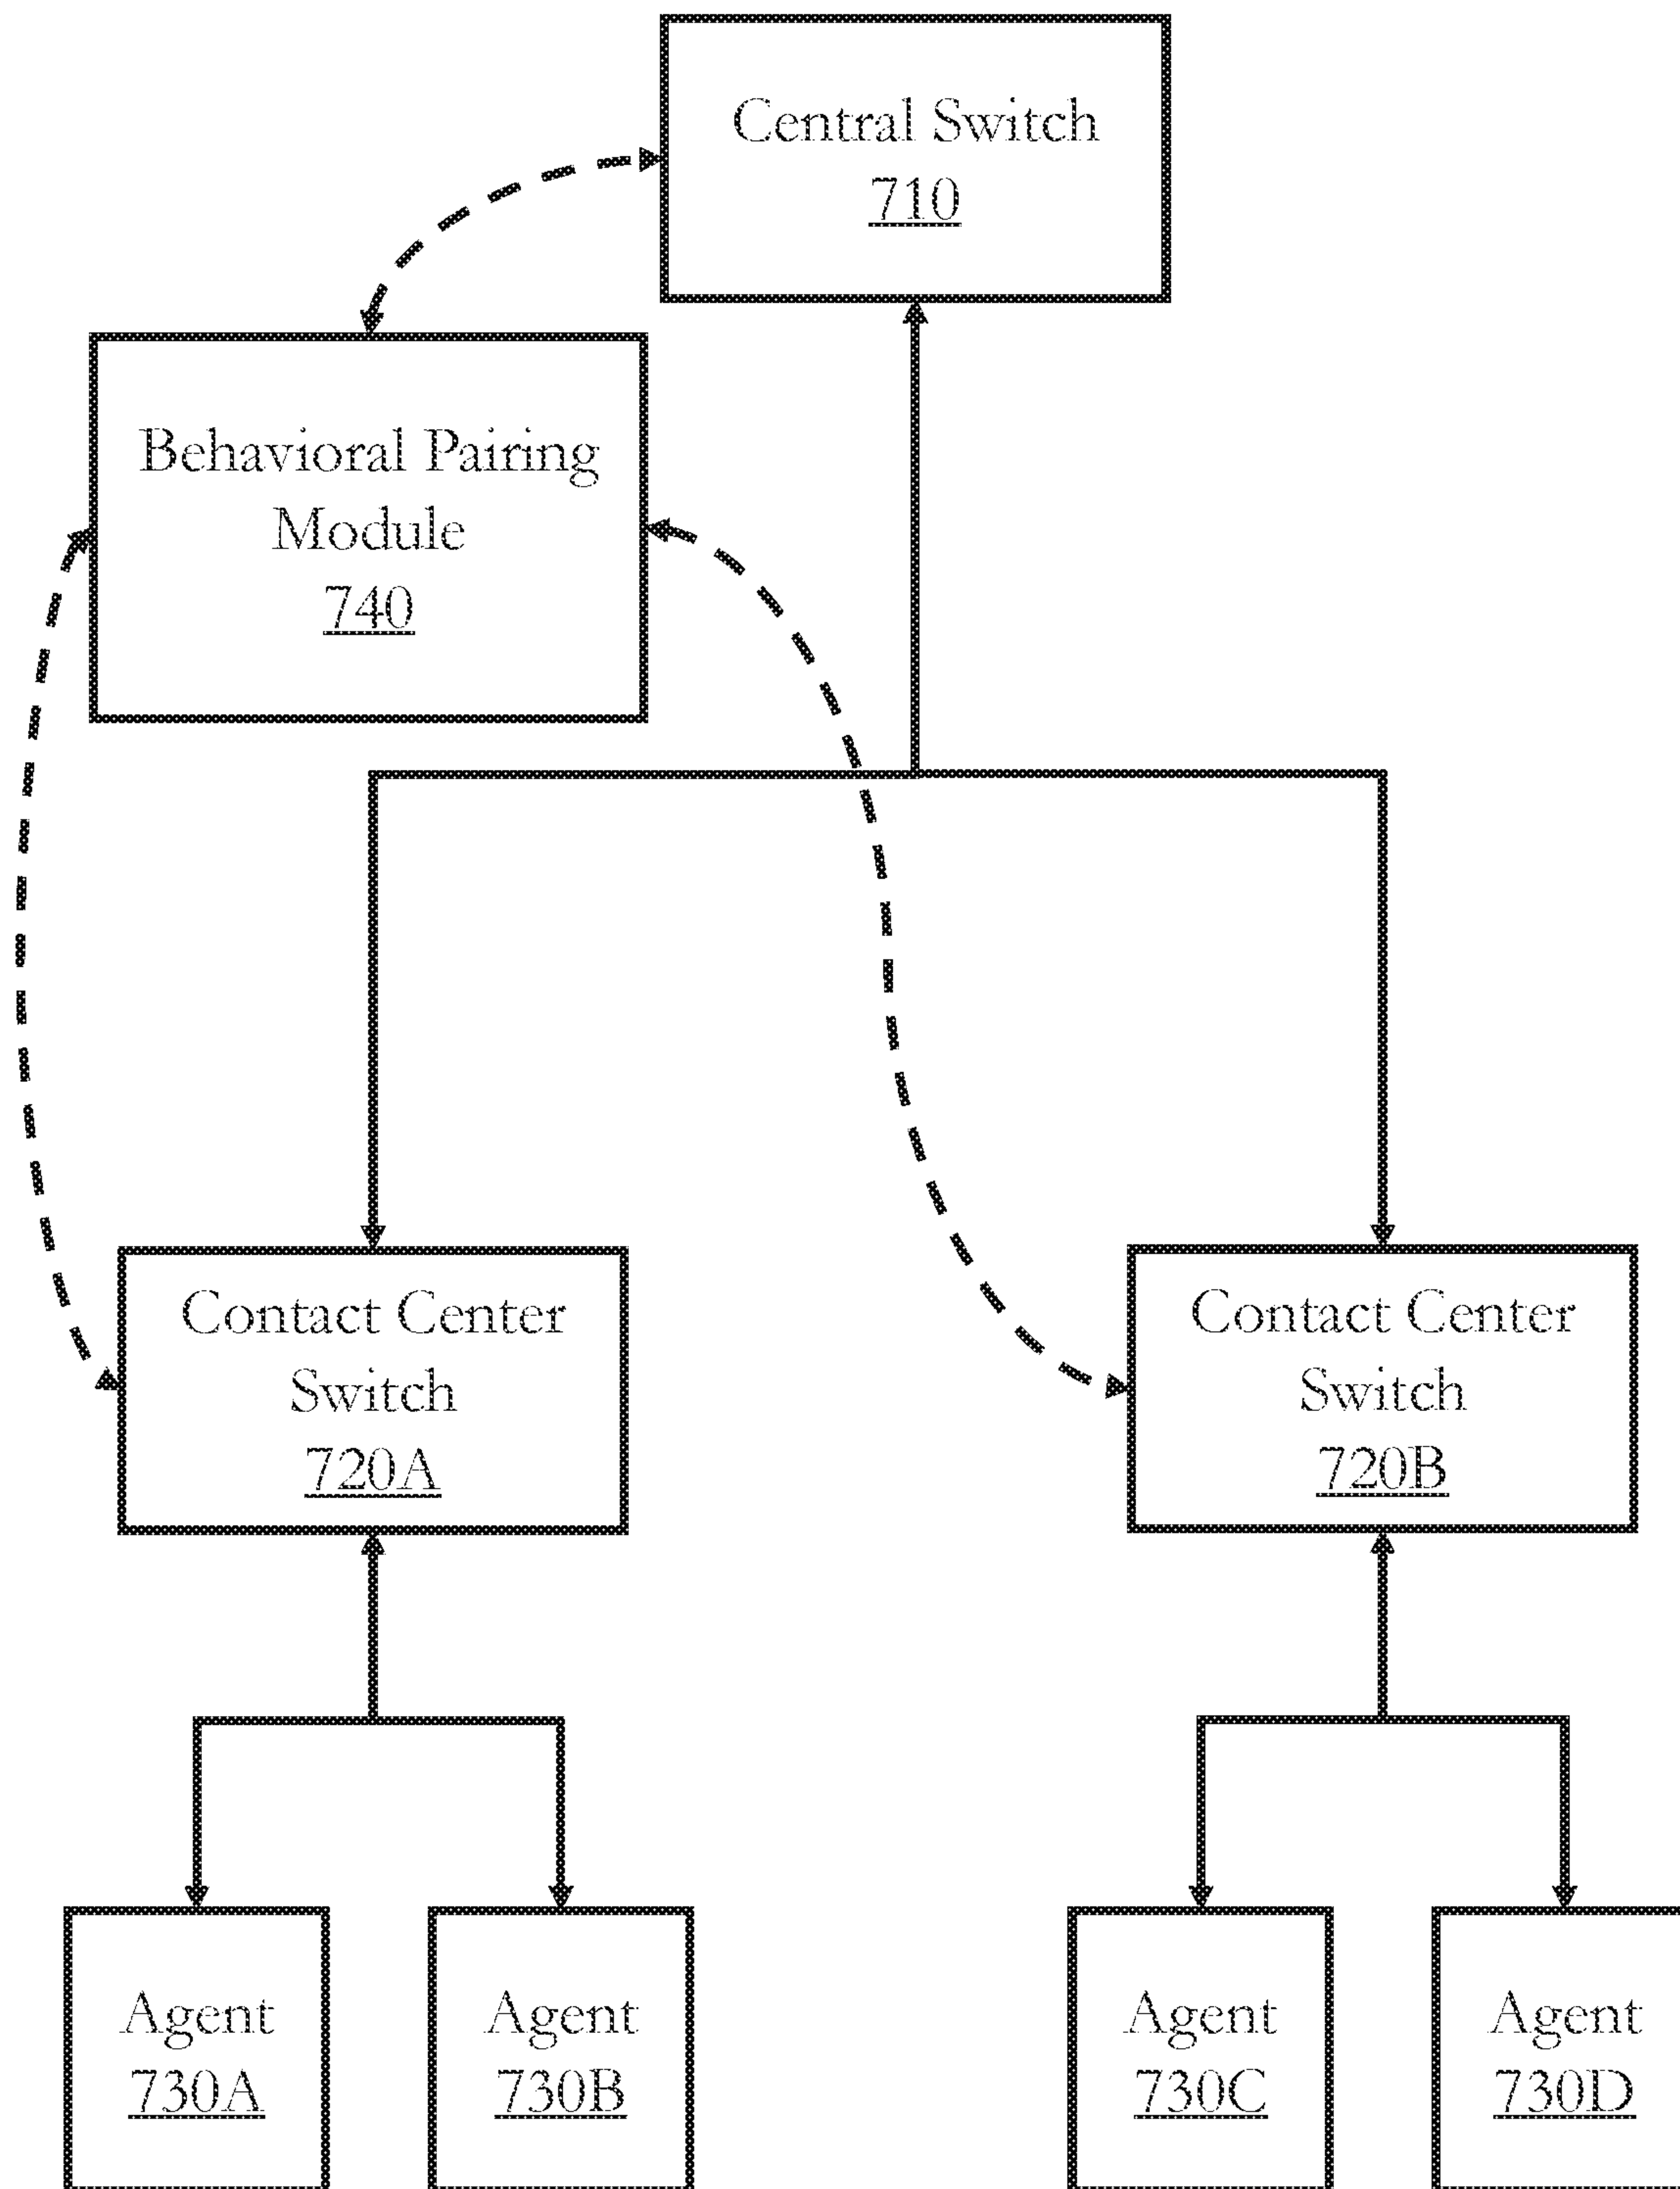 Central Switch
710
Behavioral Pairing
Module
740
Contact Center
Switch
720A
Contact Center
Switch
720B
Agent
730A
Agent
730B
Agent
730C
Agent
730D